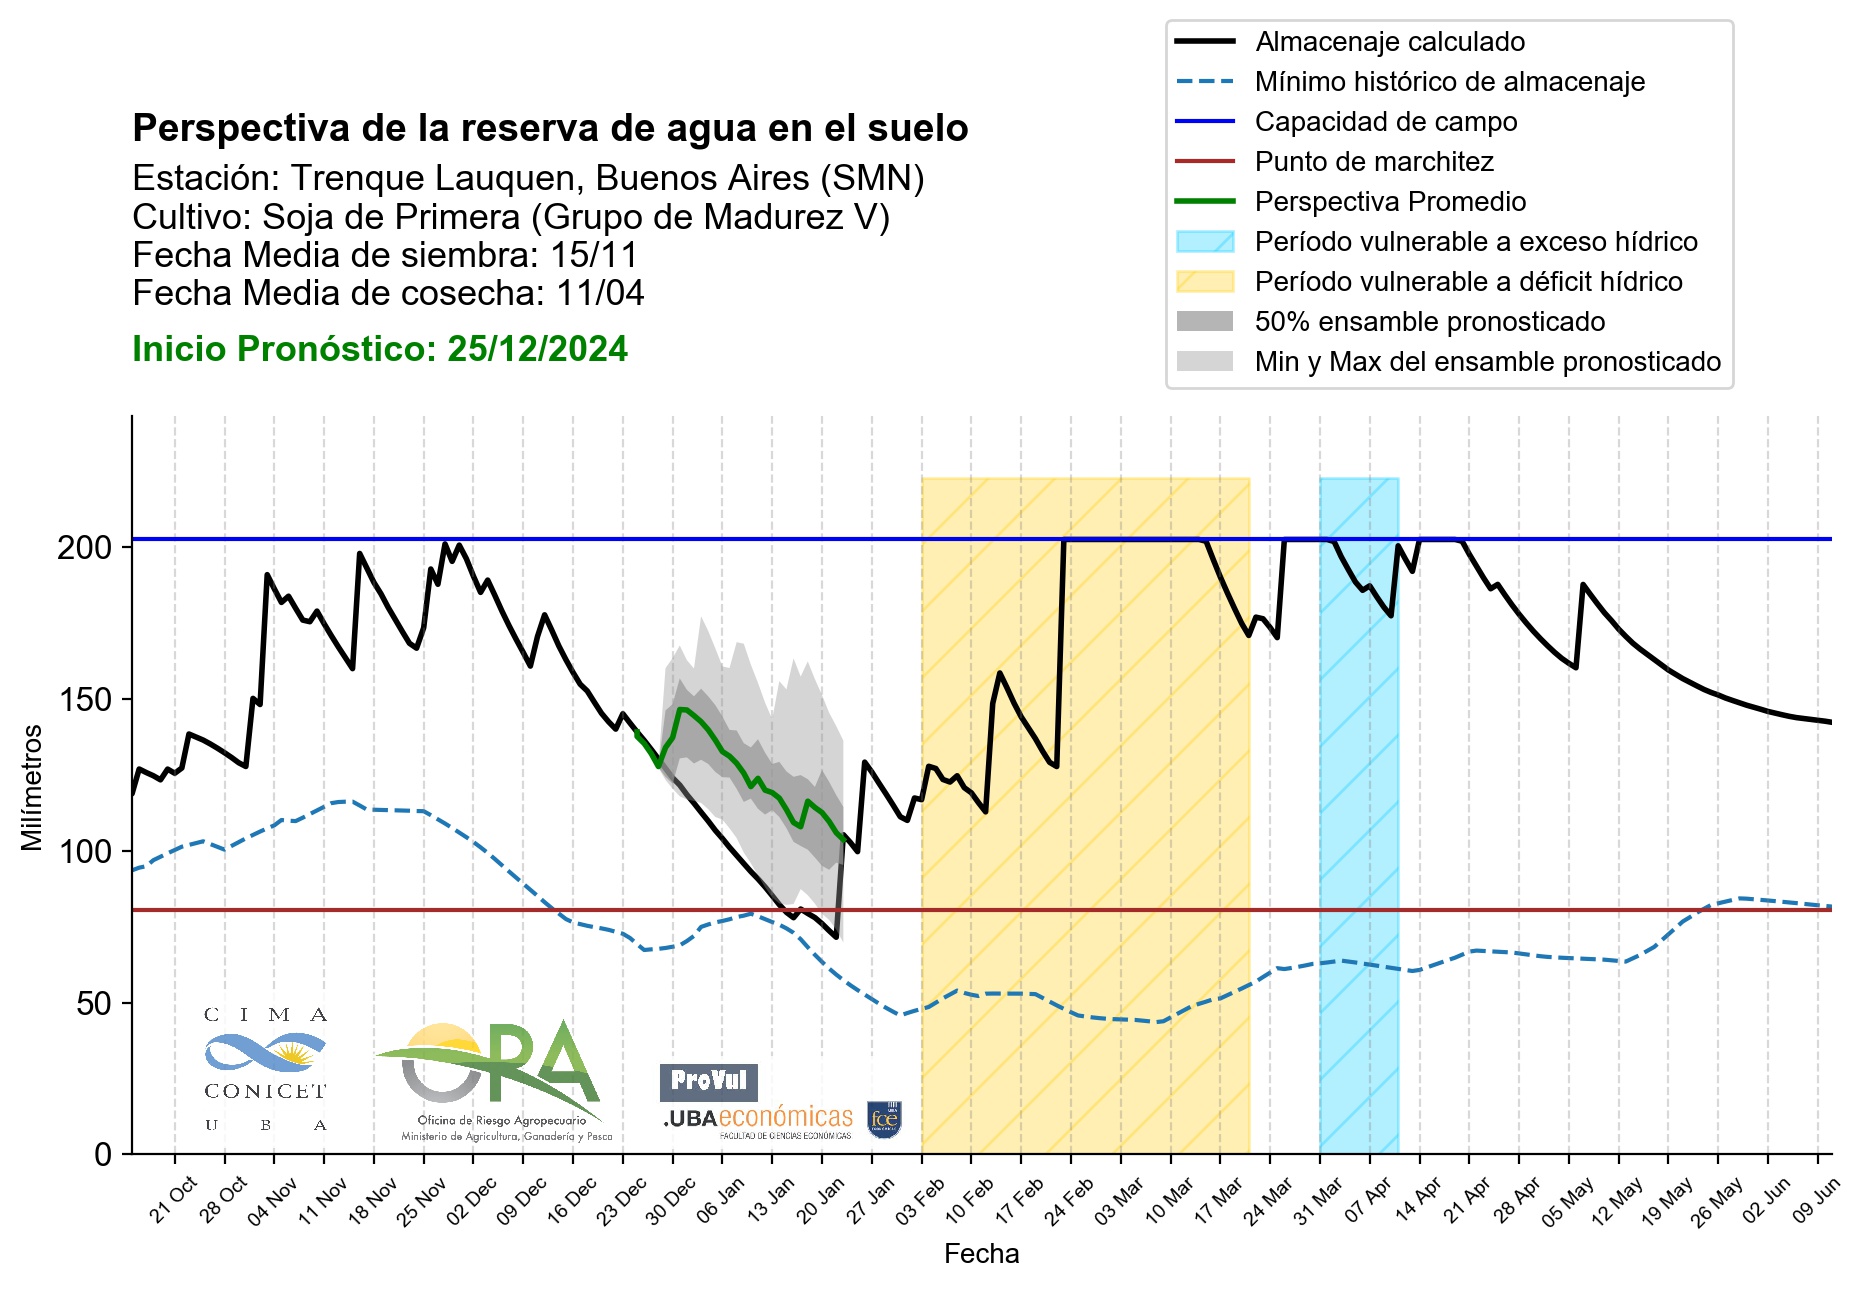 Almacenaje calculado
Mínimo histórico de almacenaje
Capacidad de campo
Punto de marchitez
Perspectiva Promedio
Período vulnerable a exceso hídrico
Período vulnerable a déficit hídrico
50% ensamble pronosticado
Min y Max del ensamble pronosticado
Perspectiva de la reserva de agua en el suelo
Estación: Trenque Lauquen, Buenos Aires (SMN)
Cultivo: Soja de Primera (Grupo de Madurez V)
Fecha Media de siembra: 15/11
Fecha Media de cosecha: 11/04
Inicio Pronóstico: 25/12/2024
Milímetros
200
150
100
50
0
CIMA
CONICET
UBA
ORA
Oficina de Riesgo Agropecuario
Ministerio de Agricultura, Ganadería y Pesca
ProVul
.UBAeconómicas
FACULTAD DE CIENCIAS ECONÓMICAS
UBA
fce
ECONÓMICAS
21 Oct
28 Oct
04 Nov
11 Nov
18 Nov
25 Nov
02 Dec
09 Dec
16 Dec
23 Dec
30 Dec
06 Jan
13 Jan
20 Jan
27 Jan
03 Feb
10 Feb
17 Feb
24 Feb
03 Mar
10 Mar
17 Mar
24 Mar
31 Mar
07 Apr
14 Apr
21 Apr
28 Apr
05 May
12 May
19 May
26 May
02 Jun
09 Jun
Fecha